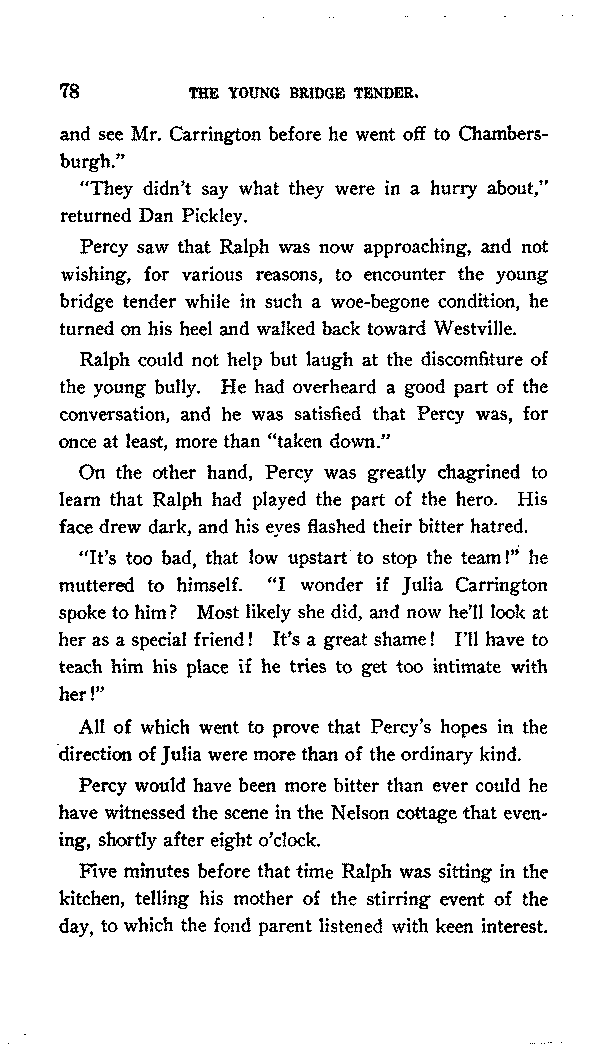 78 THE YOUNG BRIDGE TENDER.
and see Mr. Carrington before he went off to Chambers-
burgh."
"They didn't say what they were in a hurry about,"
returned Dan Pickley.
Percy saw that Ralph was now approaching, and not
wishing, for various reasons, to encounter the young
bridge tender while in such a woe-begone condition, he
turned on his heel and walked back toward Westville.
Ralph could not help but laugh at the discomfiture of
the young bully. He had overheard a good part of the
conversation, and he was satisfied that Percy was, for
once at least, more than "taken down."
On the other hand, Percy was greatly chagrined to
learn that Ralph had played the part of the hero. His
face drew dark, and his eyes flashed their bitter hatred.
"It's too bad, that low upstart to stop the team!" he
muttered to himself. "I wonder if Julia Carrington
spoke to him? Most likely she did, and now he'll look at
her as a special friend! It's a great shame! I'll have to
teach him his place if he tries to get too intimate with
her!"
All of which went to prove that Percy's hopes in the
direction of Julia were more than of the ordinary kind.
Percy would have been more bitter than ever could he
have witnessed the scene in the Nelson cottage that even-
ing, shortly after eight o'clock.
Five minutes before that time Ralph was sitting in the
kitchen, telling his mother of the stirring event of the
day, to which the fond parent listened with keen interest.